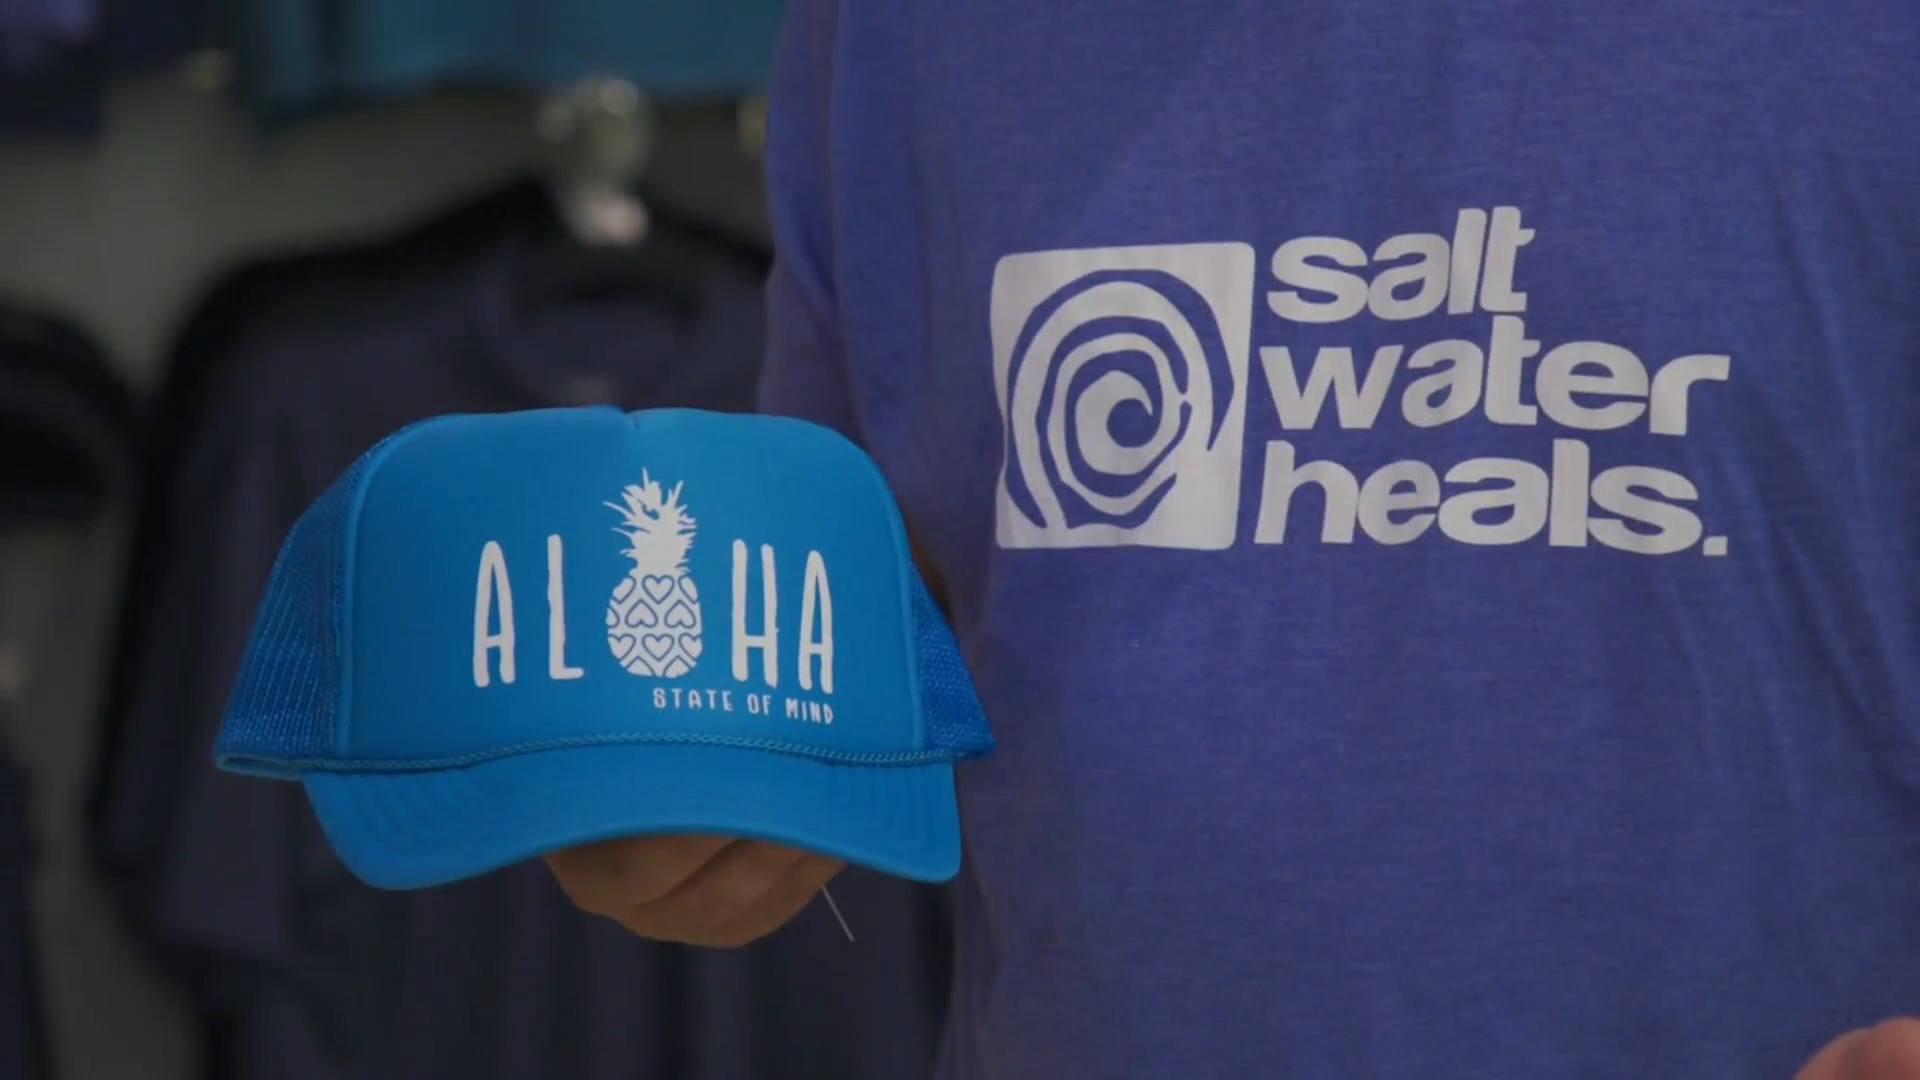 salt
water
heals.
ALOHA
STATE OF MIND